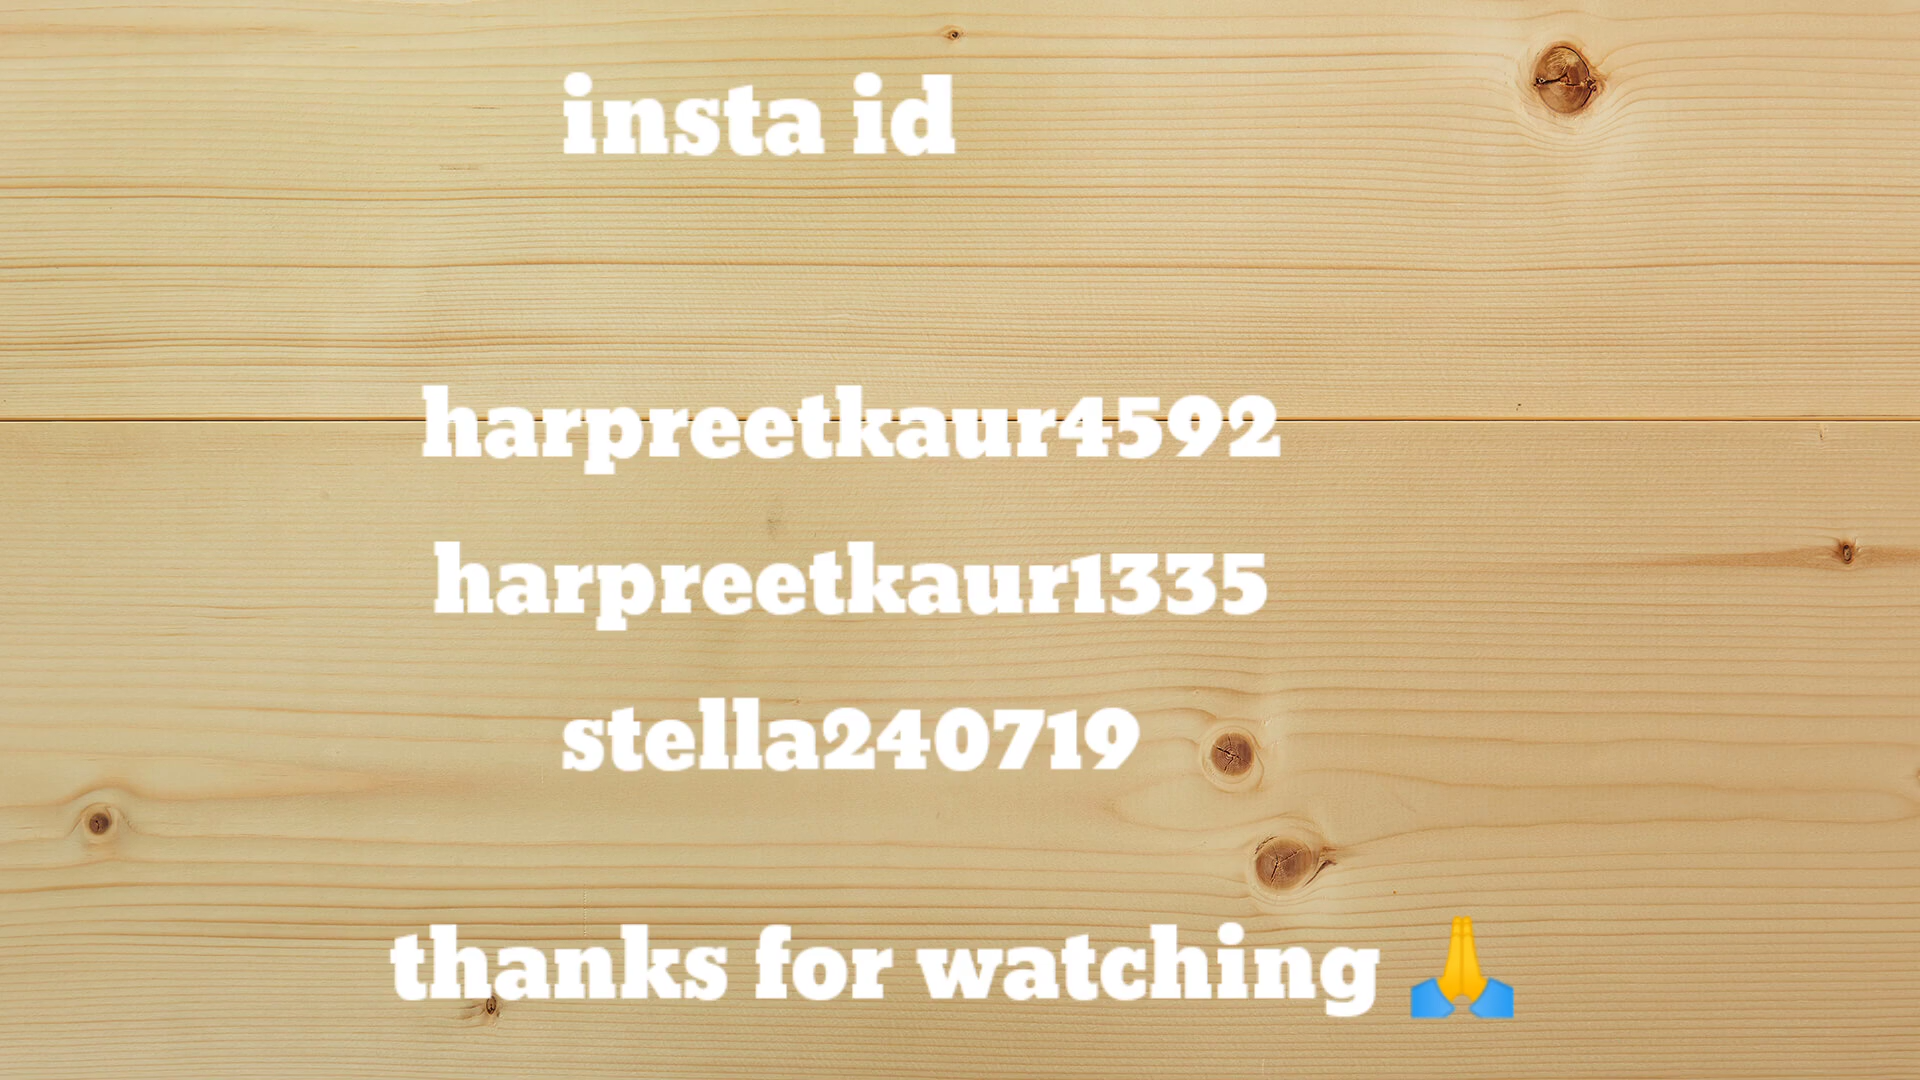 insta id
harpreetkaur4592
harpreetkaur1335
stella240719
thanks for watching 🙏